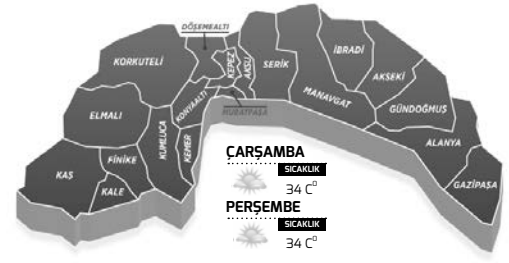 DÖŞEMEALTI
KORKUTELİ
KEPEZ
AKSU
SERİK
İBRADİ
AKSEKİ
MANAVGAT
GÜNDOĞMUŞ
ELMALI
KONYAALTI
MURATPAŞA
ALANYA
KUMLUCA
KEMER
FİNİKE
KAŞ
KALE
GAZİPAŞA
ÇARŞAMBA
SICAKLIK
34 C°
PERŞEMBE
SICAKLIK
34 C°